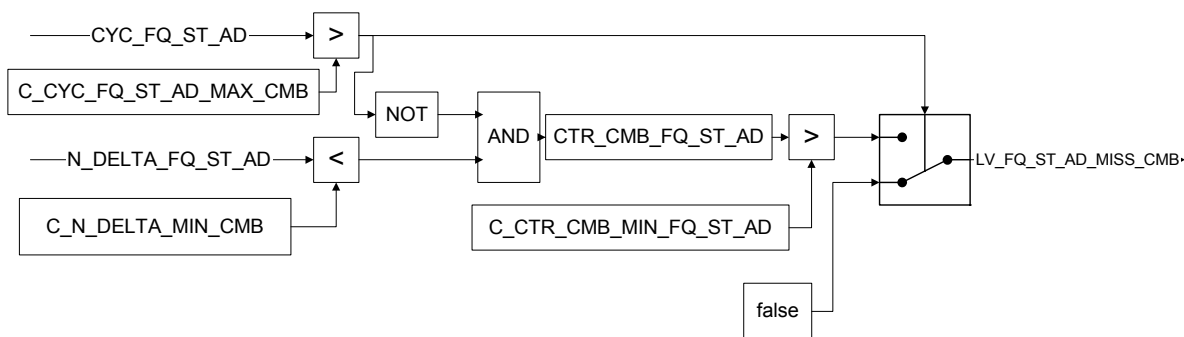 CYC_FQ_ST_AD
>
C_CYC_FQ_ST_AD_MAX_CMB
NOT
AND
CTR_CMB_FQ_ST_AD
>
N_DELTA_FQ_ST_AD
<
LV_FQ_ST_AD_MISS_CMB
C_N_DELTA_MIN_CMB
C_CTR_CMB_MIN_FQ_ST_AD
false